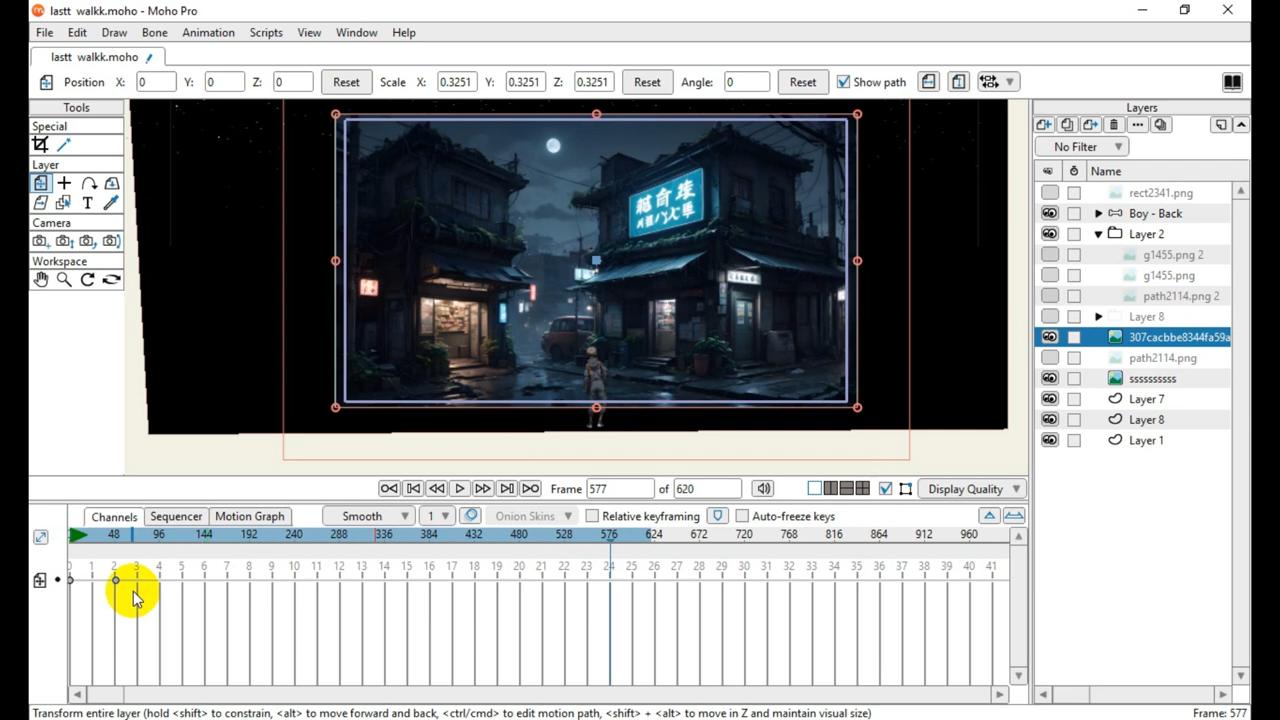 lastt walkk.moho - Moho Pro
File Edit Draw Bone Animation Scripts View Window Help
lastt walkk.moho
Position X: 0 Y: 0 Z: 0 Reset Scale X: 0.3251 Y: 0.3251 Z: 0.3251 Reset Angle: 0 Reset Show path
Tools
Special
Layer
T
Camera
Workspace
Layers
No Filter
Name
rect2341.png
Boy - Back
Layer 2
g1455.png 2
g1455.png
path2114.png 2
Layer 8
307cacbbe8344fa59a
path2114.png
ssssssssss
Layer 7
Layer 8
Layer 1
Frame 577 of 620 Display Quality
Channels Sequencer Motion Graph Smooth 1 Onion Skins Relative keyframing Auto-freeze keys
48 96 144 192 240 288 336 384 432 480 528 576 624 672 720 768 816 864 912 960
0 1 2 3 4 5 6 7 8 9 10 11 12 13 14 15 16 17 18 19 20 21 22 23 24 25 26 27 28 29 30 31 32 33 34 35 36 37 38 39 40 41
Transform entire layer (hold <shift> to constrain, <alt> to move forward and back, <ctrl/cmd> to edit motion path, <shift> + <alt> to move in Z and maintain visual size)
Frame: 577